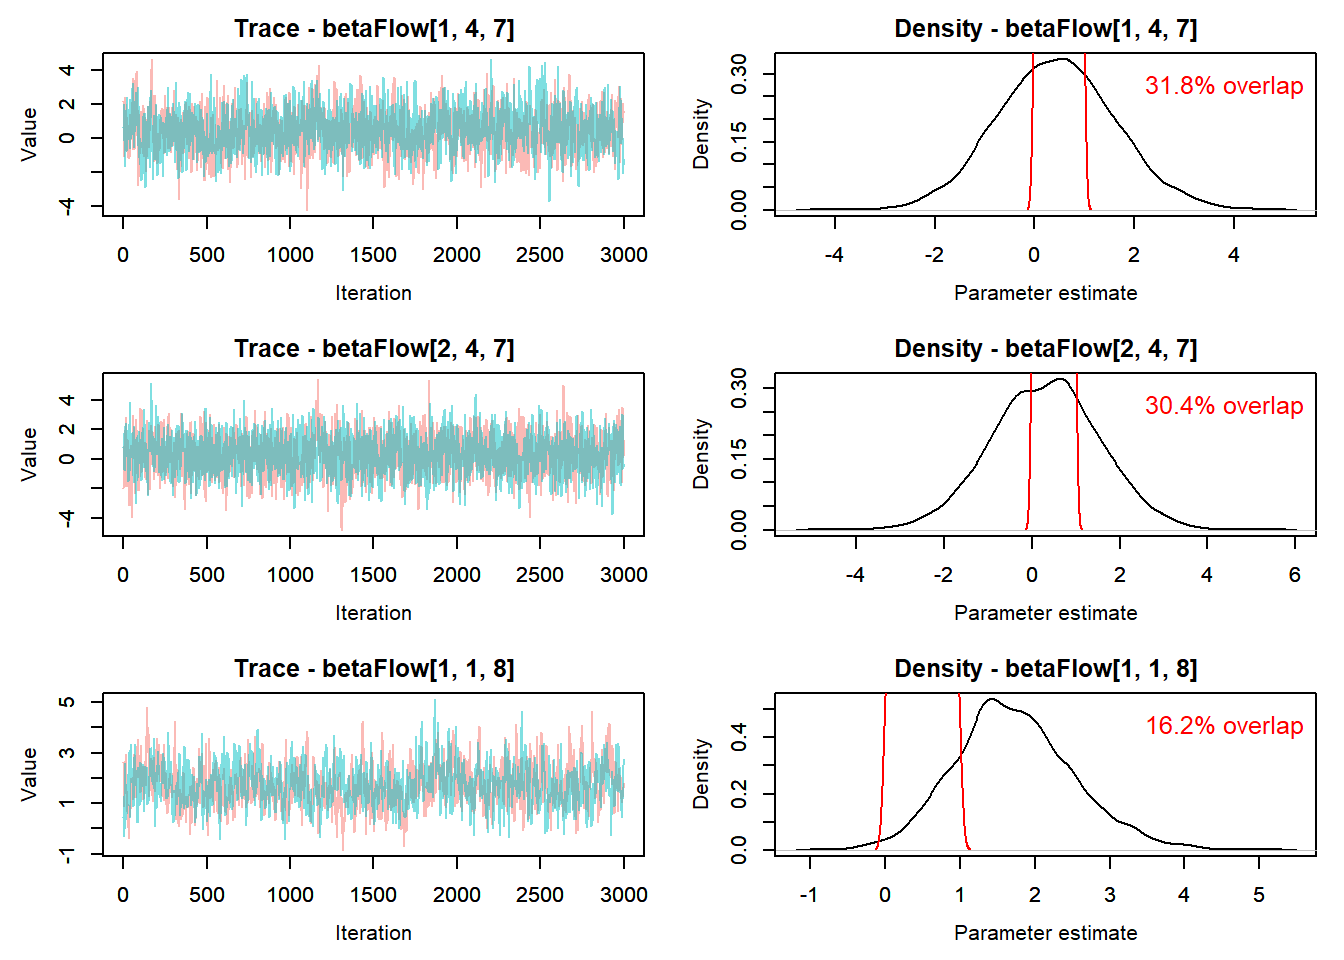 Trace - betaFlow[1, 4, 7]
Value
4
2
0
-4
0 500 1000 1500 2000 2500 3000
Iteration
Density - betaFlow[1, 4, 7]
Density
0.30
0.15
0.00
31.8% overlap
-4 -2 0 2 4
Parameter estimate
Trace - betaFlow[2, 4, 7]
Value
4
2
0
-4
0 500 1000 1500 2000 2500 3000
Iteration
Density - betaFlow[2, 4, 7]
Density
0.30
0.15
0.00
30.4% overlap
-4 -2 0 2 4 6
Parameter estimate
Trace - betaFlow[1, 1, 8]
Value
5
3
1
-1
0 500 1000 1500 2000 2500 3000
Iteration
Density - betaFlow[1, 1, 8]
Density
0.4
0.2
0.0
16.2% overlap
-1 0 1 2 3 4 5
Parameter estimate